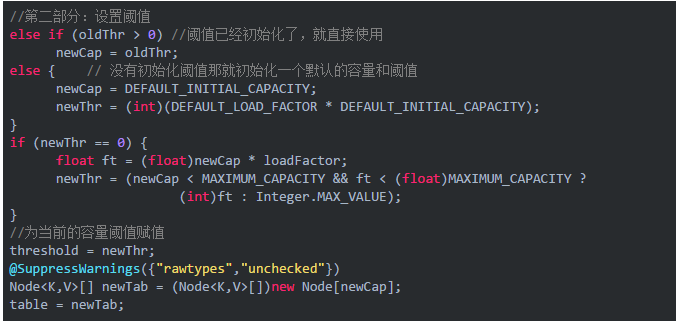 //第二部分：设置阈值
else if (oldThr > 0) //阈值已经初始化了，就直接使用
      newCap = oldThr;
else {    // 没有初始化阈值那就初始化一个默认的容量和阈值
      newCap = DEFAULT_INITIAL_CAPACITY;
      newThr = (int)(DEFAULT_LOAD_FACTOR * DEFAULT_INITIAL_CAPACITY);
}
if (newThr == 0) {
      float ft = (float)newCap * loadFactor;
      newThr = (newCap < MAXIMUM_CAPACITY && ft < (float)MAXIMUM_CAPACITY ?
                      (int)ft : Integer.MAX_VALUE);
}
//为当前的容量阈值赋值
threshold = newThr;
@SuppressWarnings({"rawtypes","unchecked"})
Node<K,V>[] newTab = (Node<K,V>[])new Node[newCap];
table = newTab;